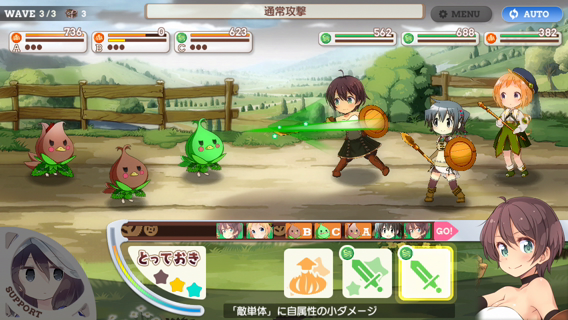 WAVE 3/3 3
通常攻撃
MENU
AUTO
A 736
B 0
C 623
562
688
382
B C A GO!
とっておき
SUPPORT
「敵単体」に自属性の小ダメージ